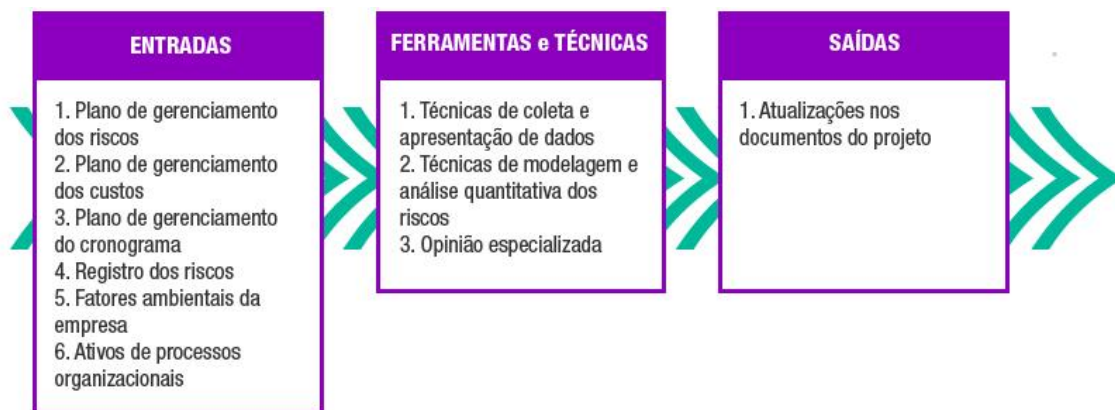 ENTRADAS
1. Plano de gerenciamento
dos riscos
2. Plano de gerenciamento
dos custos
3. Plano de gerenciamento
do cronograma
4. Registro dos riscos
5. Fatores ambientais da
empresa
6. Ativos de processos
organizacionais
FERRAMENTAS e TÉCNICAS
1. Técnicas de coleta e
apresentação de dados
2. Técnicas de modelagem e
análise quantitativa dos
riscos
3. Opinião especializada
SAÍDAS
1. Atualizações nos
documentos do projeto